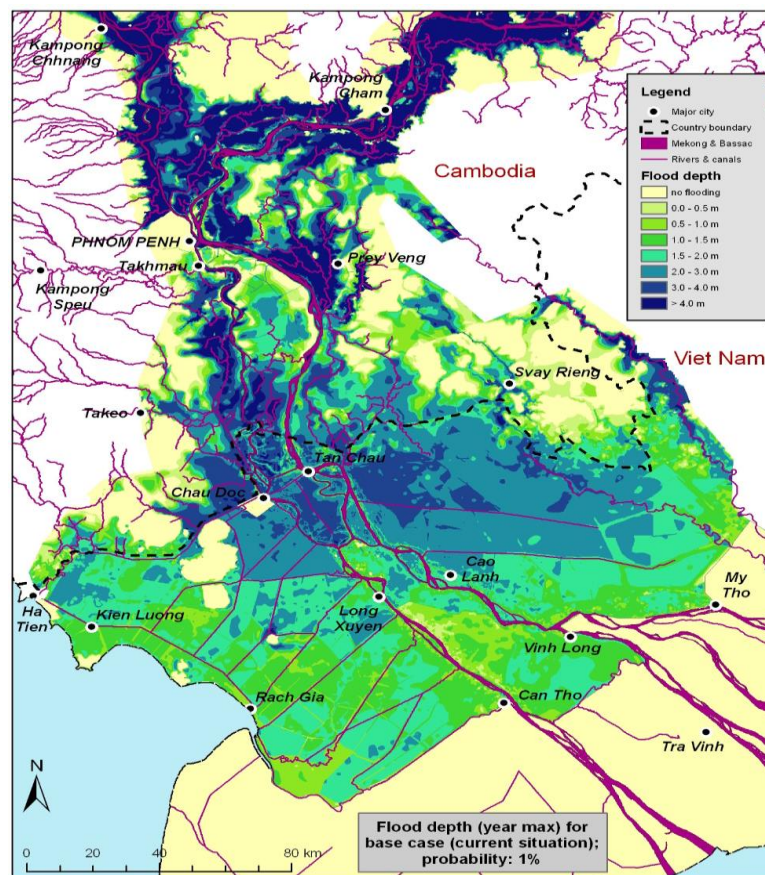 Kampong
Chhnang
Kampong
Cham
Legend
Major city
Country boundary
Mekong & Bassac
Rivers & canals
Flood depth
no flooding
0.0 - 0.5 m
0.5 - 1.0 m
1.0 - 1.5 m
1.5 - 2.0 m
2.0 - 3.0 m
3.0 - 4.0 m
> 4.0 m
Cambodia
PHNOM PENH
Takhmau
Prey Veng
Kampong
Speu
Viet Nam
Svay Rieng
Takeo
Tan Chau
Chau Doc
Cao
Lanh
My
Tho
Ha
Tien
Kien Luong
Long
Xuyen
Vinh Long
Rach Gia
Can Tho
Tra Vinh
N
0 20 40 60 80 km
Flood depth (year max) for
base case (current situation);
probability: 1%